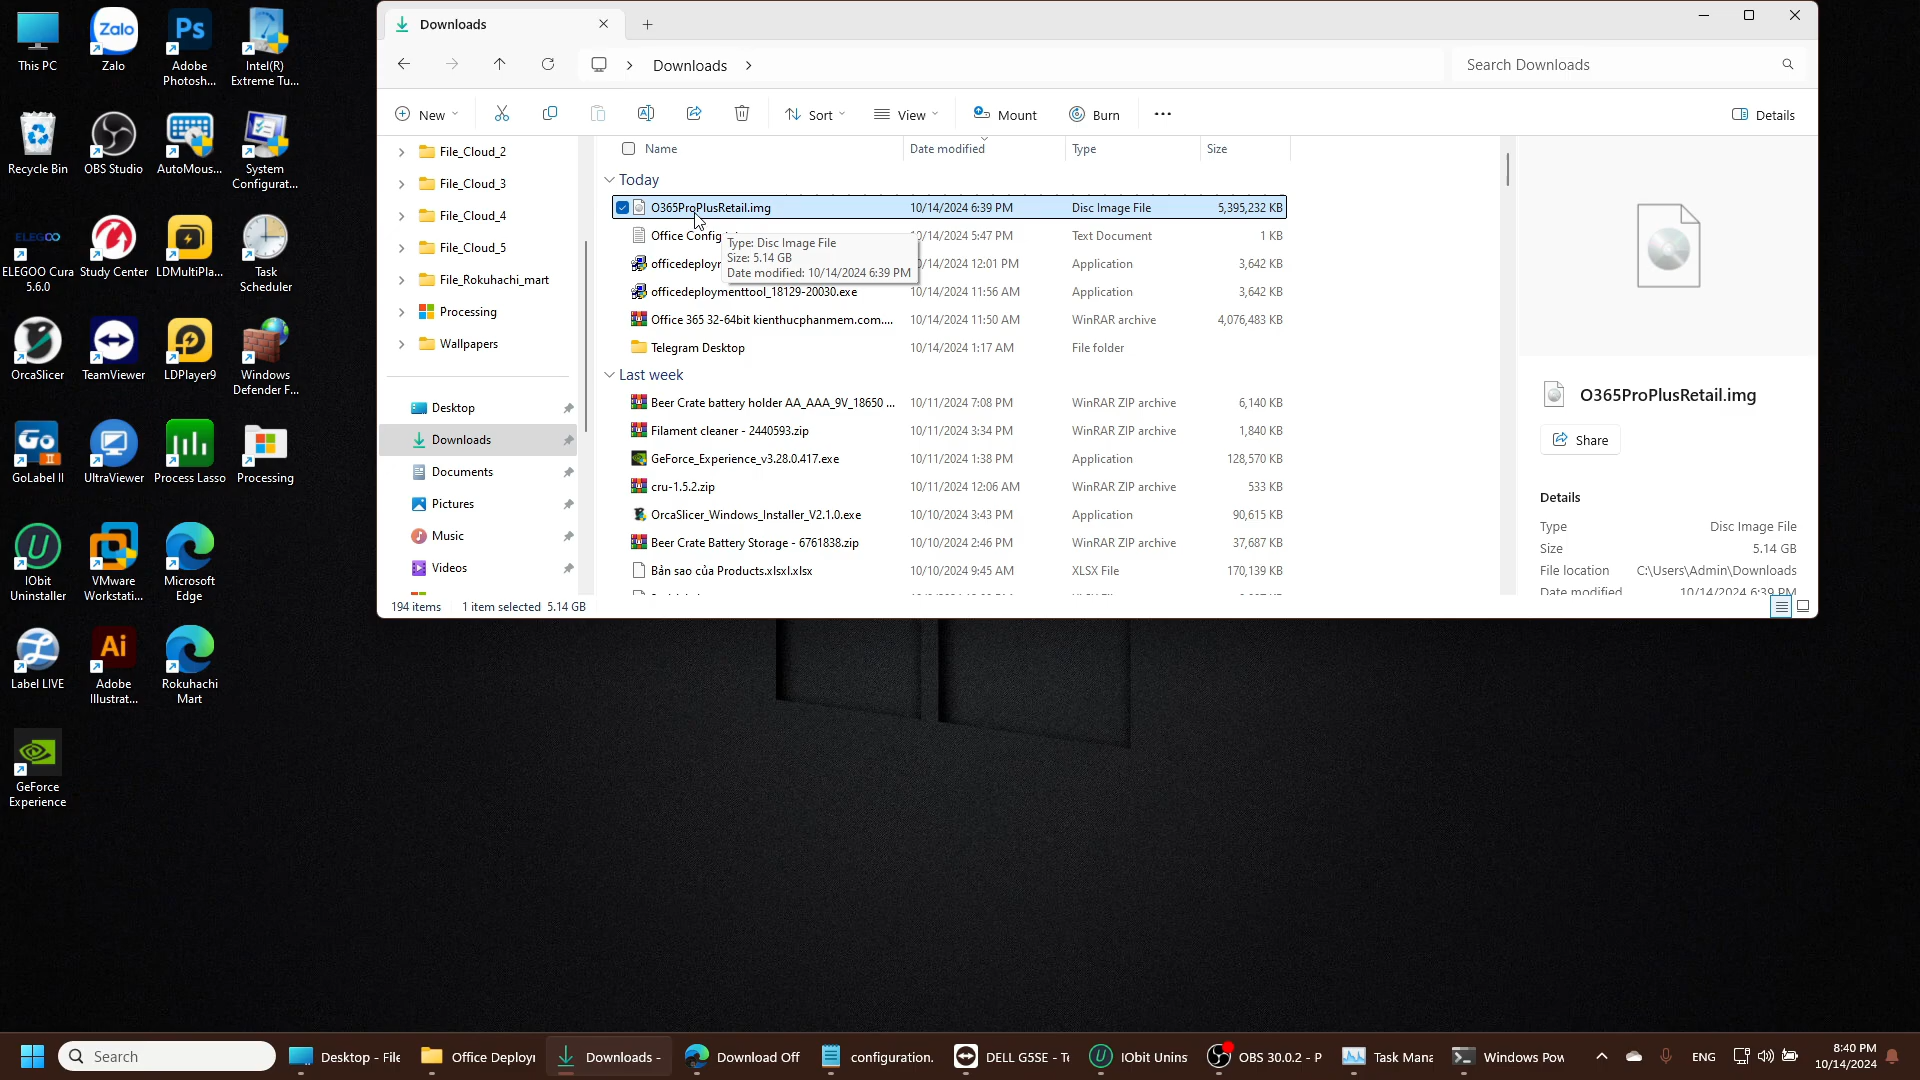 This PC
Zalo
Zalo
Ps
Adobe
Photosh...
Intel(R)
Extreme Tu...
Recycle Bin
OBS Studio
AutoMous...
System
Configurat...
ELEGOO
ELEGOO Cura
5.6.0
Study Center
LDMultiPla...
Task
Scheduler
OrcaSlicer
TeamViewer
LDPlayer9
Windows
Defender F...
Go
II
GoLabel II
UltraViewer
Process Lasso
Processing
IObit
Uninstaller
VMware
Workstati...
Microsoft
Edge
Label LIVE
Ai
Adobe
Illustrat...
Rokuhachi
Mart
GeForce
Experience
Downloads
Downloads
Search Downloads
New
Sort
View
Mount
Burn
Details
File_Cloud_2
File_Cloud_3
File_Cloud_4
File_Cloud_5
File_Rokuhachi_mart
Processing
Wallpapers
Desktop
Downloads
Documents
Pictures
Music
Videos
Name Date modified Type Size
Today
O365ProPlusRetail.img 10/14/2024 6:39 PM Disc Image File 5,395,232 KB
Office Config 10/14/2024 5:47 PM Text Document 1 KB
officedeploy 10/14/2024 12:01 PM Application 3,642 KB
Type: Disc Image File
Size: 5.14 GB
Date modified: 10/14/2024 6:39 PM
officedeploymenttool_18129-20030.exe 10/14/2024 11:56 AM Application 3,642 KB
Office 365 32-64bit kienthucphanmem.com.... 10/14/2024 11:50 AM WinRAR archive 4,076,483 KB
Telegram Desktop 10/14/2024 1:17 AM File folder
Last week
Beer Crate battery holder AA_AAA_9V_18650 ... 10/11/2024 7:08 PM WinRAR ZIP archive 6,140 KB
Filament cleaner - 2440593.zip 10/11/2024 3:34 PM WinRAR ZIP archive 1,840 KB
GeForce_Experience_v3.28.0.417.exe 10/11/2024 1:38 PM Application 128,570 KB
cru-1.5.2.zip 10/11/2024 12:06 AM WinRAR ZIP archive 533 KB
OrcaSlicer_Windows_Installer_V2.1.0.exe 10/10/2024 3:43 PM Application 90,615 KB
Beer Crate Battery Storage - 6761838.zip 10/10/2024 2:46 PM WinRAR ZIP archive 37,687 KB
Bản sao của Products.xlsxl.xlsx 10/10/2024 9:45 AM XLSX File 170,139 KB
O365ProPlusRetail.img
Share
Details
Type Disc Image File
Size 5.14 GB
File location C:\Users\Admin\Downloads
Date modified 10/14/2024 6:39 PM
194 items 1 item selected 5.14 GB
Search
Desktop - File
Office Deploy
Downloads -
Download Off
configuration.
DELL G5SE - Te
IObit Unins
OBS 30.0.2 - P
Task Mana
Windows Pow
ENG
8:40 PM
10/14/2024